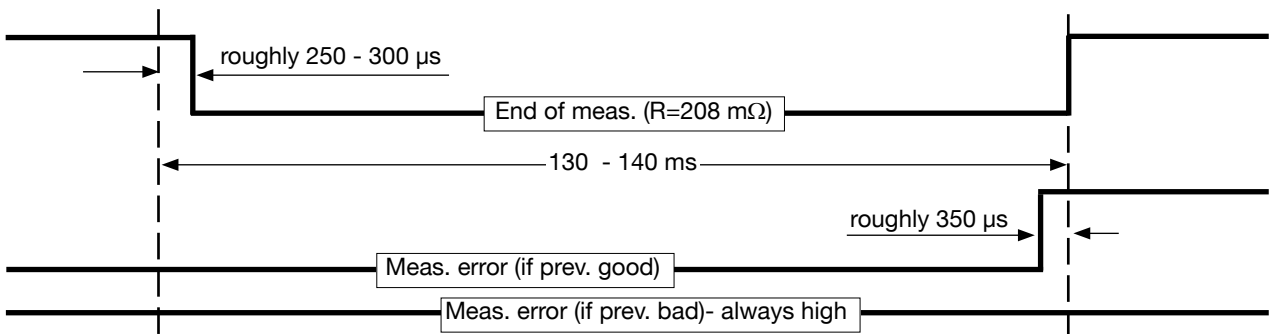 roughly 250 - 300 µs
End of meas. (R=208 mΩ)
130 - 140 ms
roughly 350 µs
Meas. error (if prev. good)
Meas. error (if prev. bad)- always high